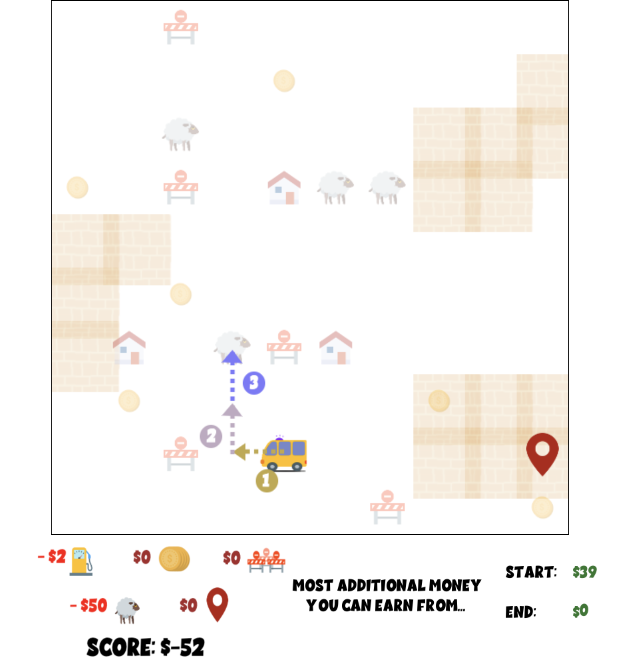 3
2
1
- $2 $0 $0
- $50 $0
SCORE: $-52
MOST ADDITIONAL MONEY
YOU CAN EARN FROM...
START: $39
END: $0